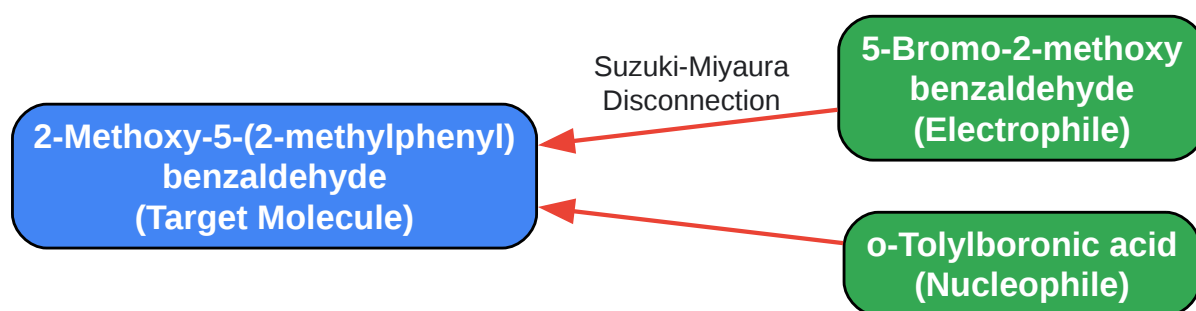 2-Methoxy-5-(2-methylphenyl)
benzaldehyde
(Target Molecule)
Suzuki-Miyaura
Disconnection
5-Bromo-2-methoxy
benzaldehyde
(Electrophile)
o-Tolylboronic acid
(Nucleophile)